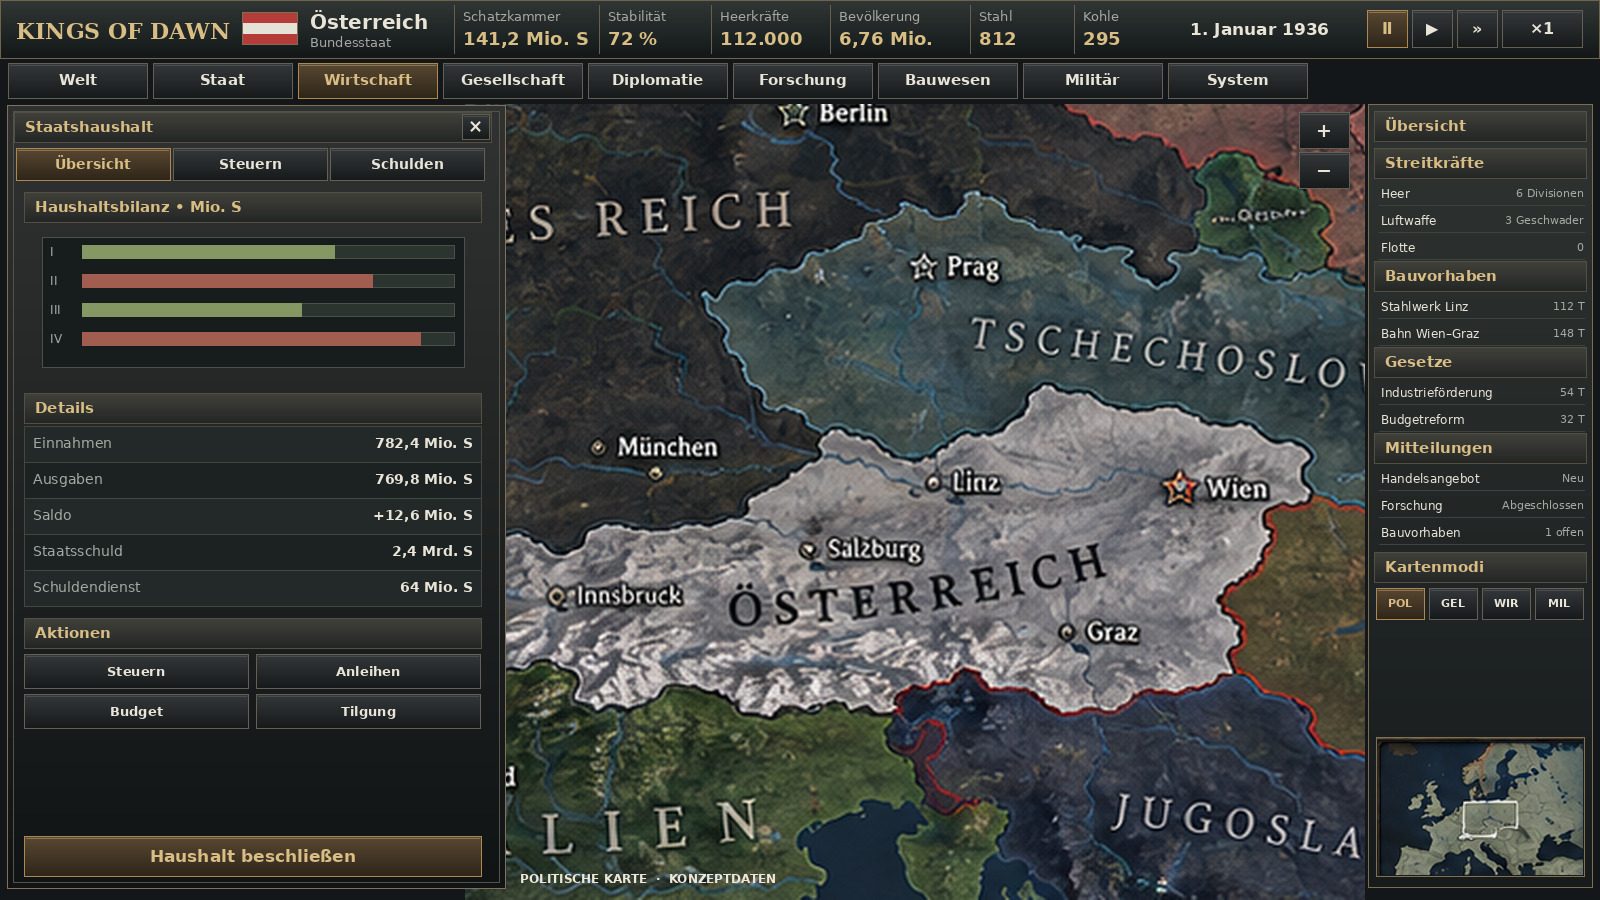 KINGS OF DAWN
Österreich
Bundesstaat
Schatzkammer
141,2 Mio. S
Stabilität
72 %
Heerkräfte
112.000
Bevölkerung
6,76 Mio.
Stahl
812
Kohle
295
1. Januar 1936
II
▶
»
×1
Welt
Staat
Wirtschaft
Gesellschaft
Diplomatie
Forschung
Bauwesen
Militär
System
Staatshaushalt
×
Übersicht
Steuern
Schulden
Haushaltsbilanz • Mio. S
I
II
III
IV
Details
Einnahmen 782,4 Mio. S
Ausgaben 769,8 Mio. S
Saldo +12,6 Mio. S
Staatsschuld 2,4 Mrd. S
Schuldendienst 64 Mio. S
Aktionen
Steuern
Anleihen
Budget
Tilgung
Haushalt beschließen
Berlin
ES REICH
Prag
TSCHECHOSLOV
München
Linz
Wien
Salzburg
ÖSTERREICH
Innsbruck
Graz
d
LIEN
JUGOSLA
POLITISCHE KARTE · KONZEPTDATEN
+
−
Übersicht
Streitkräfte
Heer 6 Divisionen
Luftwaffe 3 Geschwader
Flotte 0
Bauvorhaben
Stahlwerk Linz 112 T
Bahn Wien–Graz 148 T
Gesetze
Industrieförderung 54 T
Budgetreform 32 T
Mitteilungen
Handelsangebot Neu
Forschung Abgeschlossen
Bauvorhaben 1 offen
Kartenmodi
POL
GEL
WIR
MIL